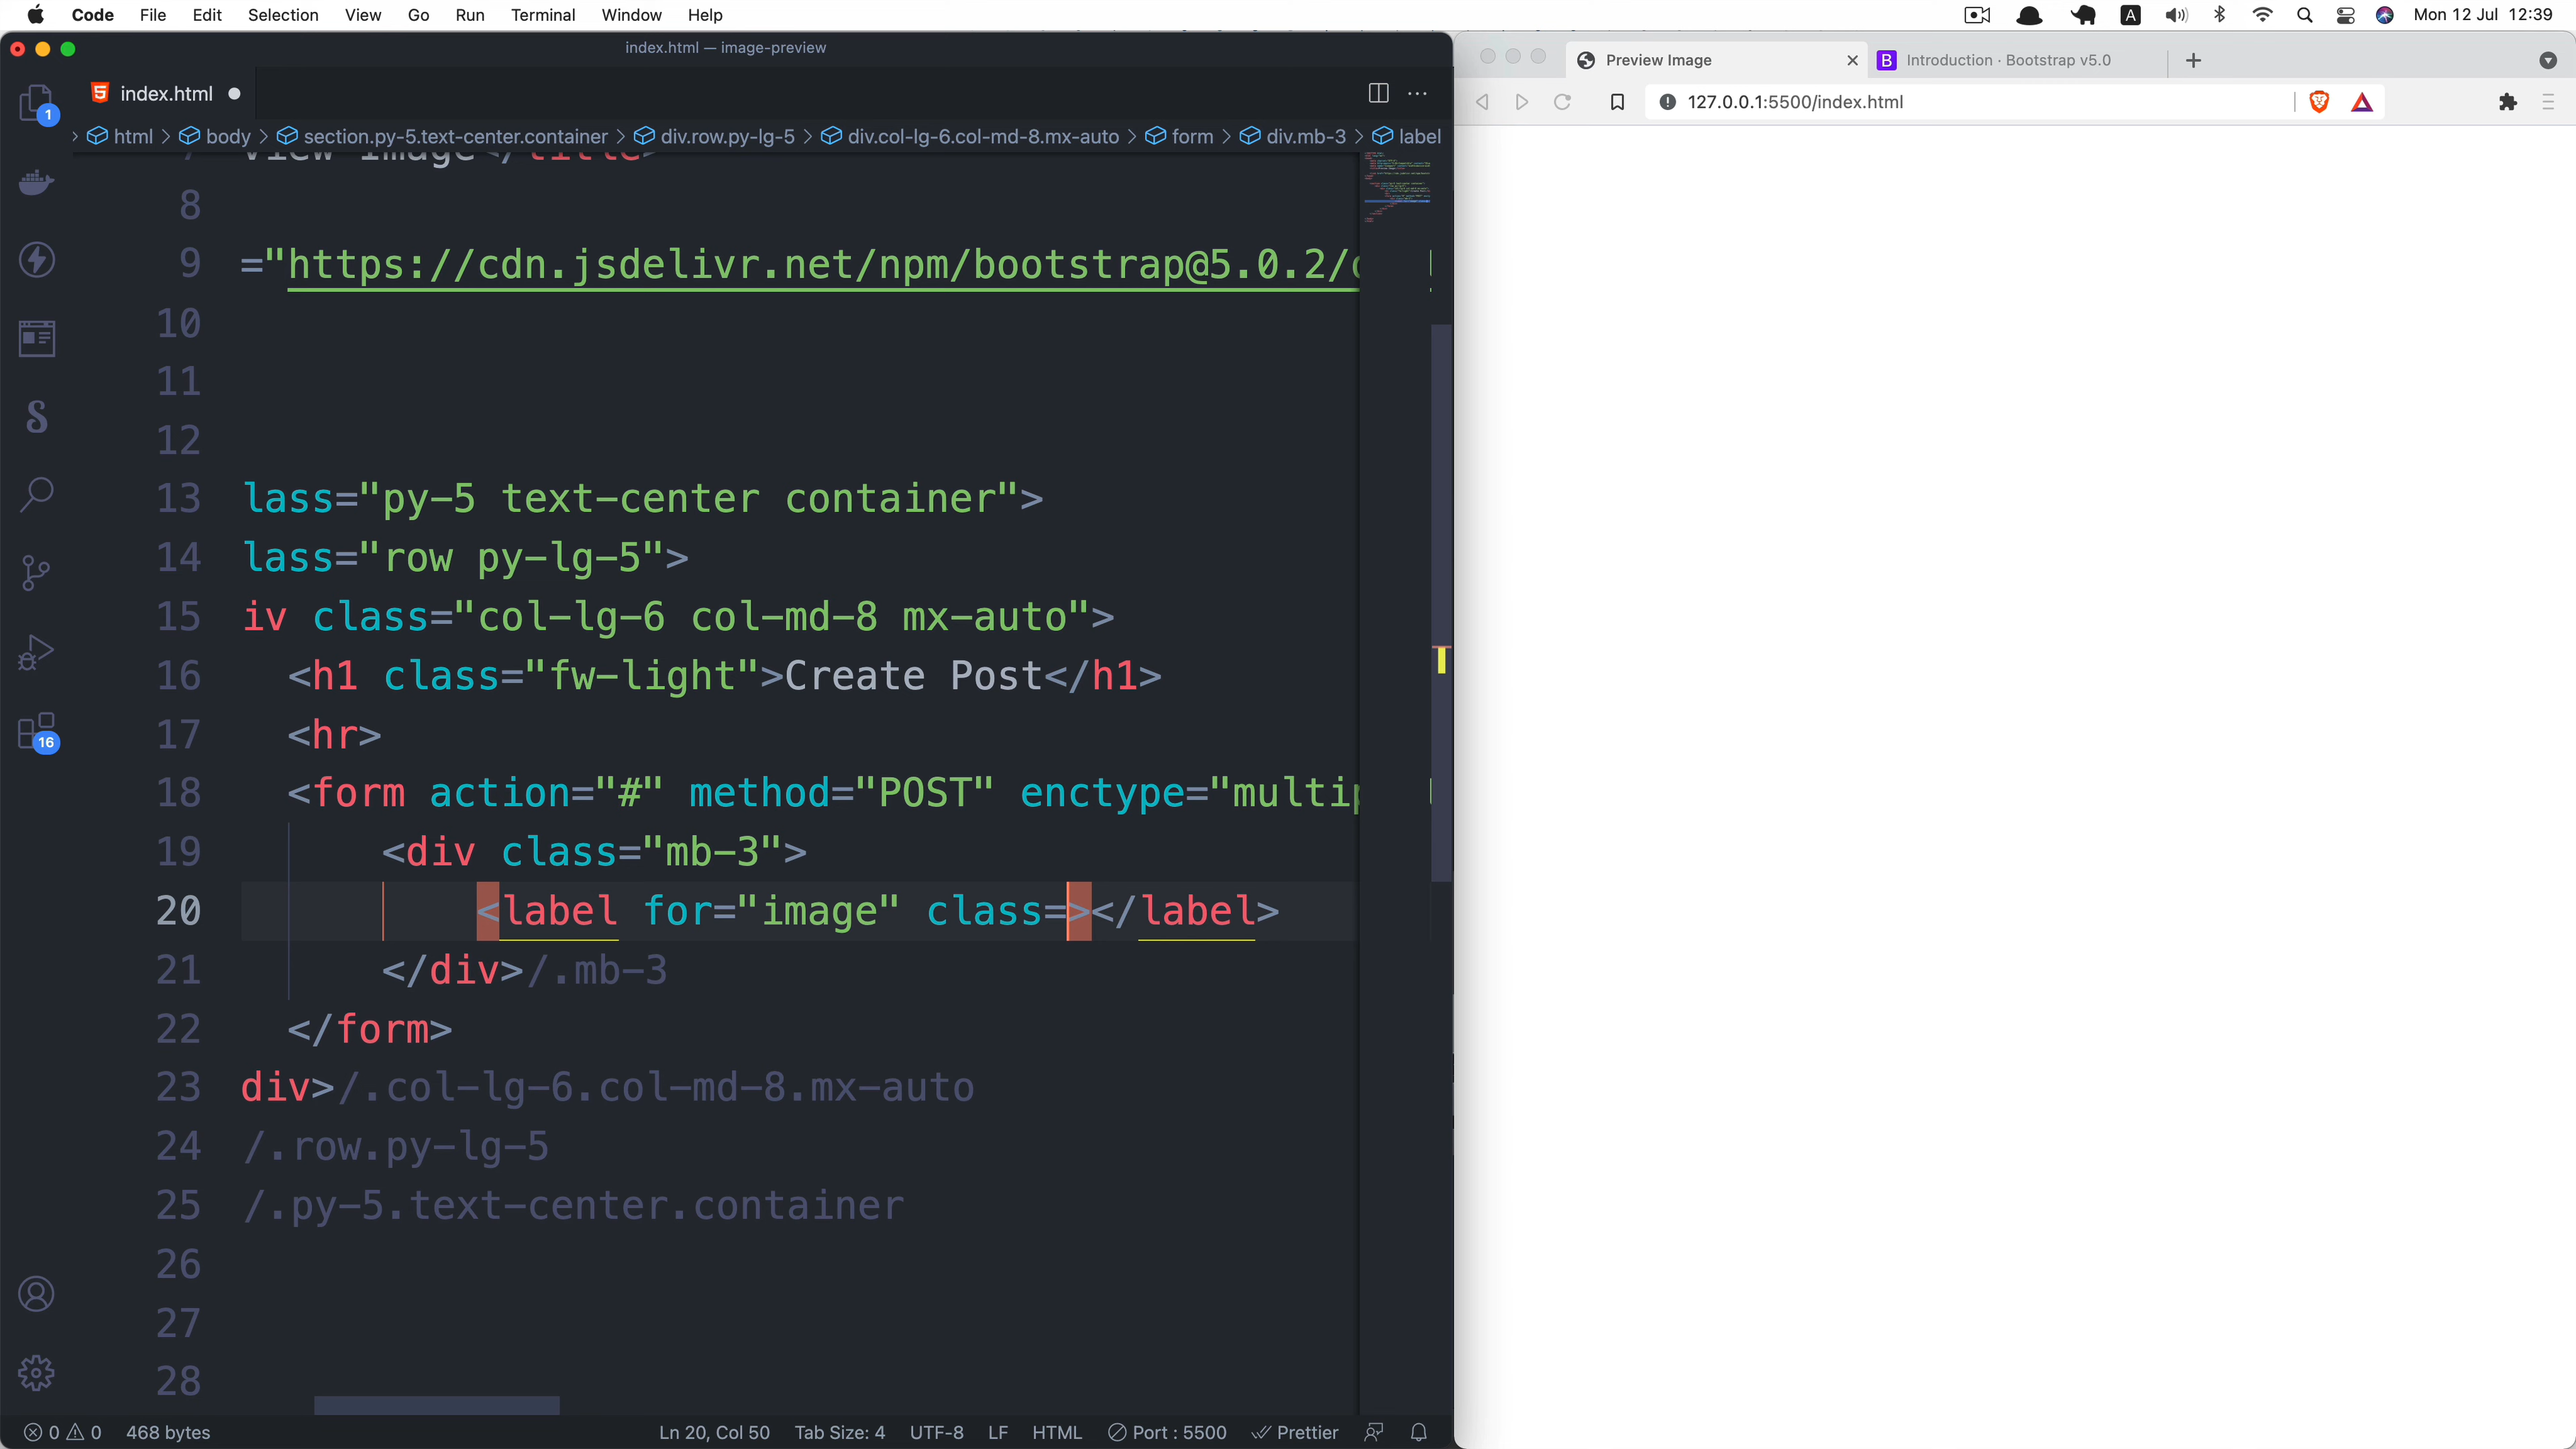 Code File Edit Selection View Go Run Terminal Window Help
A Mon 12 Jul 12:39
index.html — image-preview
1
index.html
html body section.py-5.text-center.container div.row.py-lg-5 div.col-lg-6.col-md-8.mx-auto form div.mb-3 label
7 view image</title>
8
9 ="https://cdn.jsdelivr.net/npm/bootstrap@5.0.2/
10
11
12
13 lass="py-5 text-center container">
14 lass="row py-lg-5">
15 iv class="col-lg-6 col-md-8 mx-auto">
16 <h1 class="fw-light">Create Post</h1>
17 <hr>
18 <form action="#" method="POST" enctype="multip
19 <div class="mb-3">
20 <label for="image" class=></label>
21 </div>/.mb-3
22 </form>
23 div>/.col-lg-6.col-md-8.mx-auto
24 /.row.py-lg-5
25 /.py-5.text-center.container
26
27
28
16
0 0 468 bytes Ln 20, Col 50 Tab Size: 4 UTF-8 LF HTML Port : 5500 Prettier
Preview Image
B Introduction · Bootstrap v5.0
127.0.0.1:5500/index.html